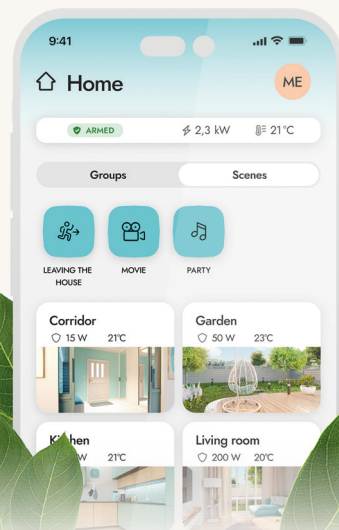 9:41
Home
ME
ARMED 2,3 kW 21 °C
Groups Scenes
LEAVING THE
HOUSE MOVIE PARTY
Corridor Garden
15 W 21°C 50 W 23°C
Living room
W 21°C 200 W 20°C